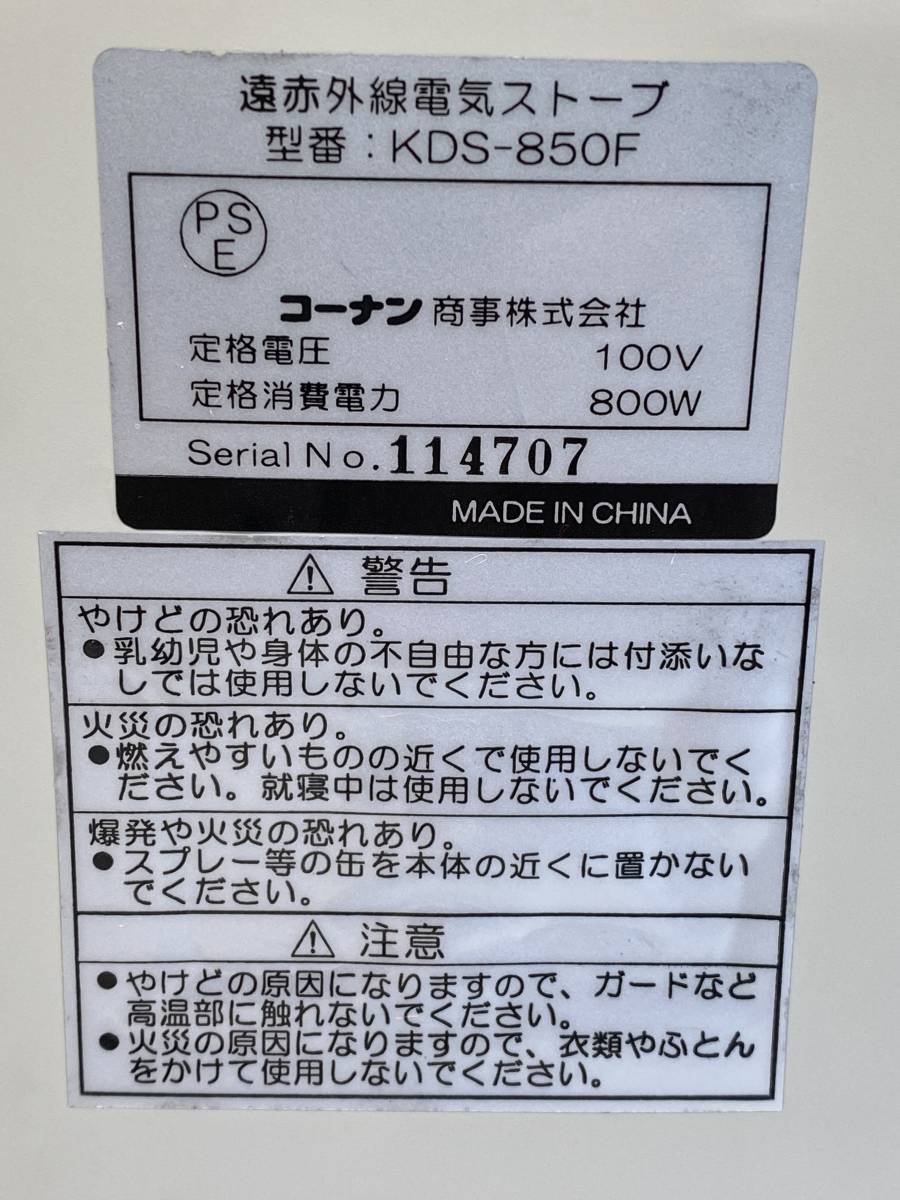 遠赤外線電気ストーブ
型番：KDS-850F
PS
E
コーナン 商事株式会社
定格電圧 100V
定格消費電力 800W
Serial No. 114707
MADE IN CHINA
⚠ 警告
やけどの恐れあり。
●乳幼児や身体の不自由な方には付添いな
しでは使用しないでください。
火災の恐れあり。
●燃えやすいものの近くで使用しないでく
ださい。就寝中は使用しないでください。
爆発や火災の恐れあり。
●スプレー等の缶を本体の近くに置かない
でください。
⚠ 注意
●やけどの原因になりますので、ガードなど
高温部に触れないでください。
●火災の原因になりますので、衣類やふとん
をかけて使用しないでください。